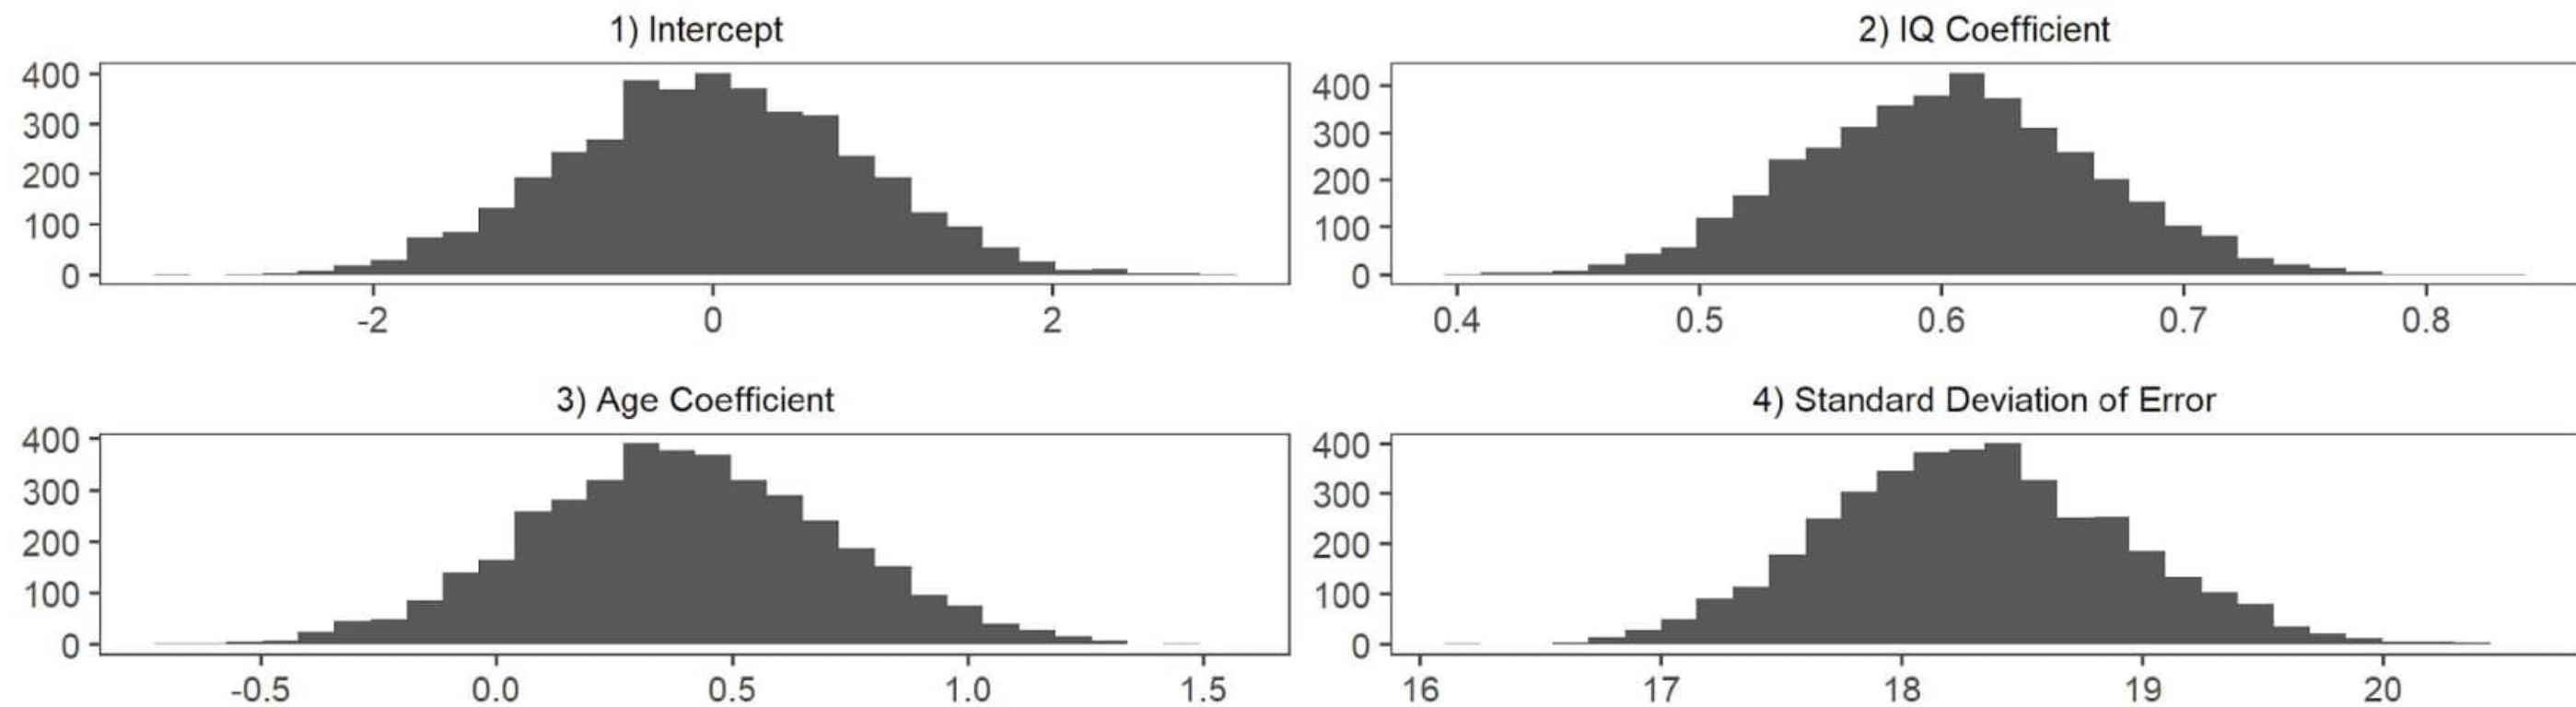 1) Intercept
400
300
200
100
0
-2 0 2
2) IQ Coefficient
400
300
200
100
0
0.4 0.5 0.6 0.7 0.8
3) Age Coefficient
400
300
200
100
0
-0.5 0.0 0.5 1.0 1.5
4) Standard Deviation of Error
400
300
200
100
0
16 17 18 19 20